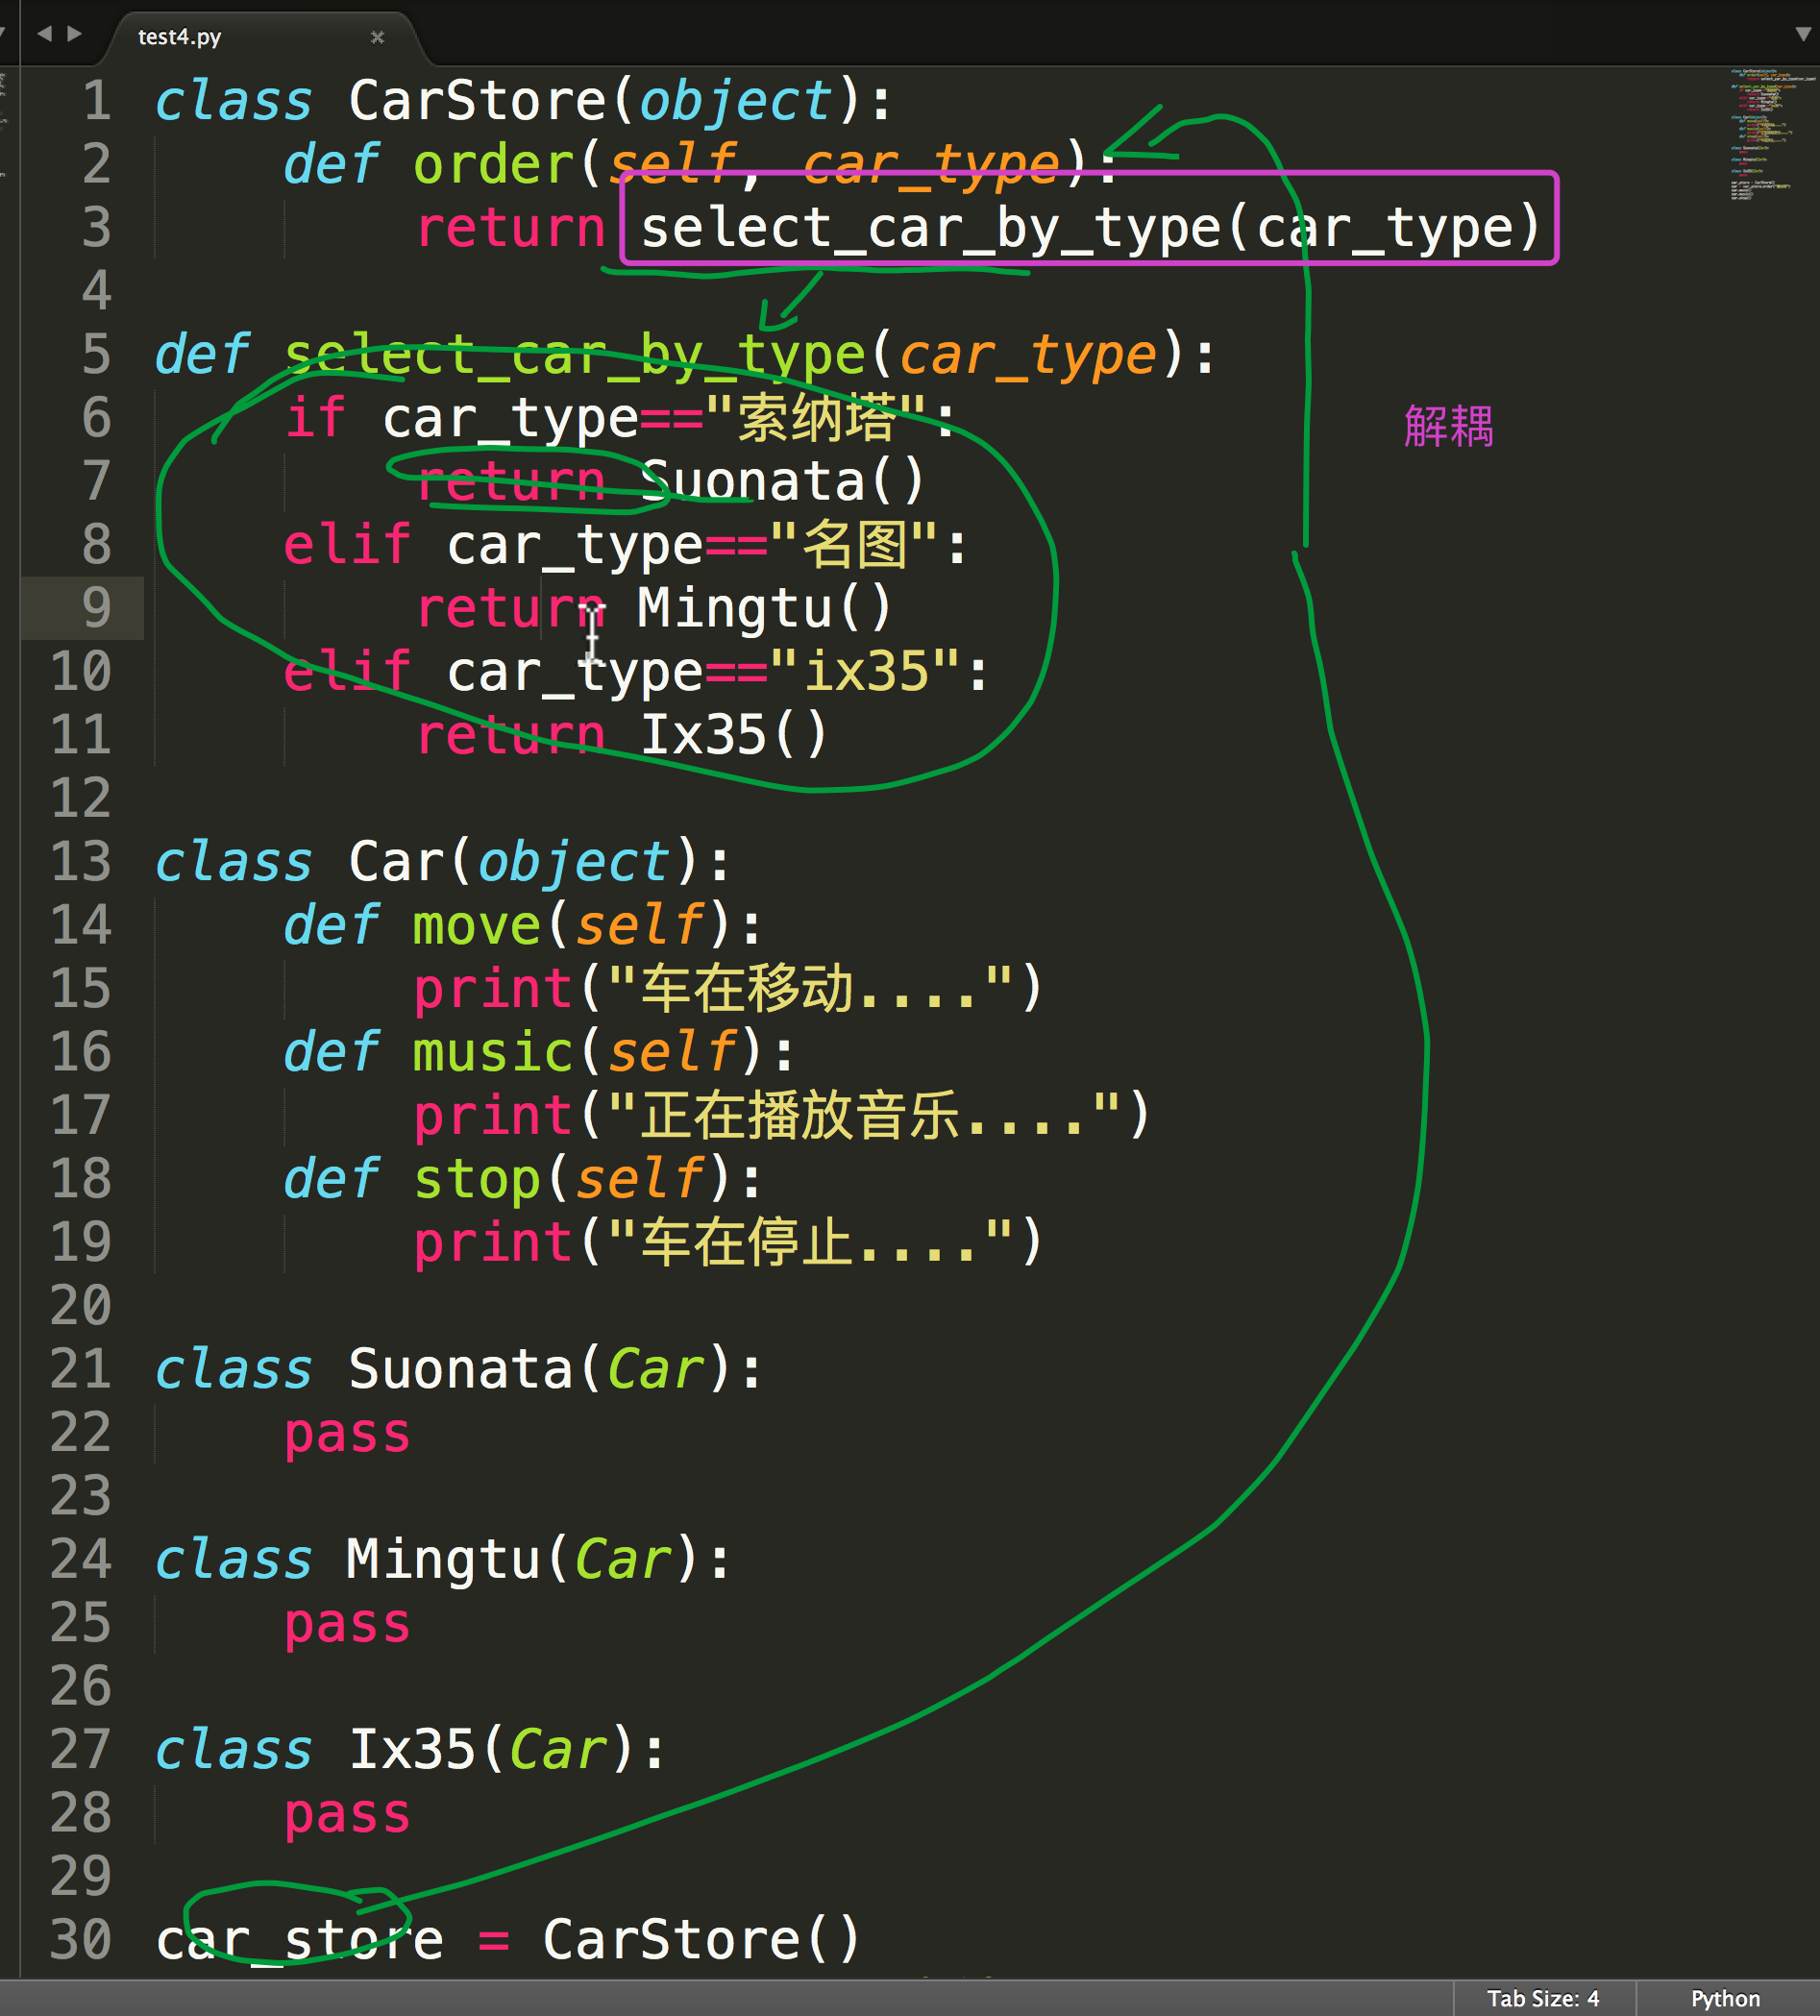 test4.py
1 class CarStore(object):
2     def order(self, car_type):
3         return select_car_by_type(car_type)
4
5 def select_car_by_type(car_type):
解耦
6     if car_type=="索纳塔":
7         return Suonata()
8     elif car_type=="名图":
9         return Mingtu()
10     elif car_type=="ix35":
11         return Ix35()
12
13 class Car(object):
14     def move(self):
15         print("车在移动....")
16     def music(self):
17         print("正在播放音乐....")
18     def stop(self):
19         print("车在停止....")
20
21 class Suonata(Car):
22     pass
23
24 class Mingtu(Car):
25     pass
26
27 class Ix35(Car):
28     pass
29
30 car_store = CarStore()
Tab Size: 4 Python